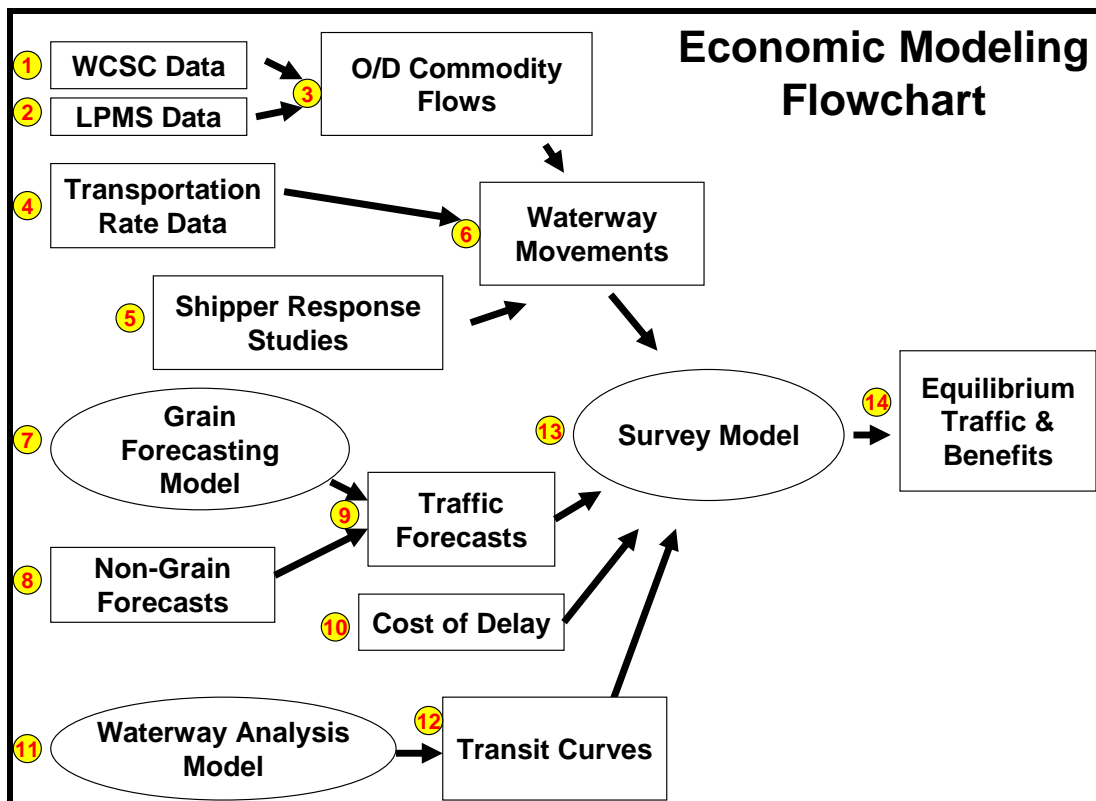 Economic Modeling
Flowchart
1
WCSC Data
2
LPMS Data
3
O/D Commodity
Flows
4
Transportation
Rate Data
5
Shipper Response
Studies
6
Waterway
Movements
7
Grain
Forecasting
Model
8
Non-Grain
Forecasts
9
Traffic
Forecasts
10
Cost of Delay
11
Waterway Analysis
Model
12
Transit Curves
13
Survey Model
14
Equilibrium
Traffic &
Benefits